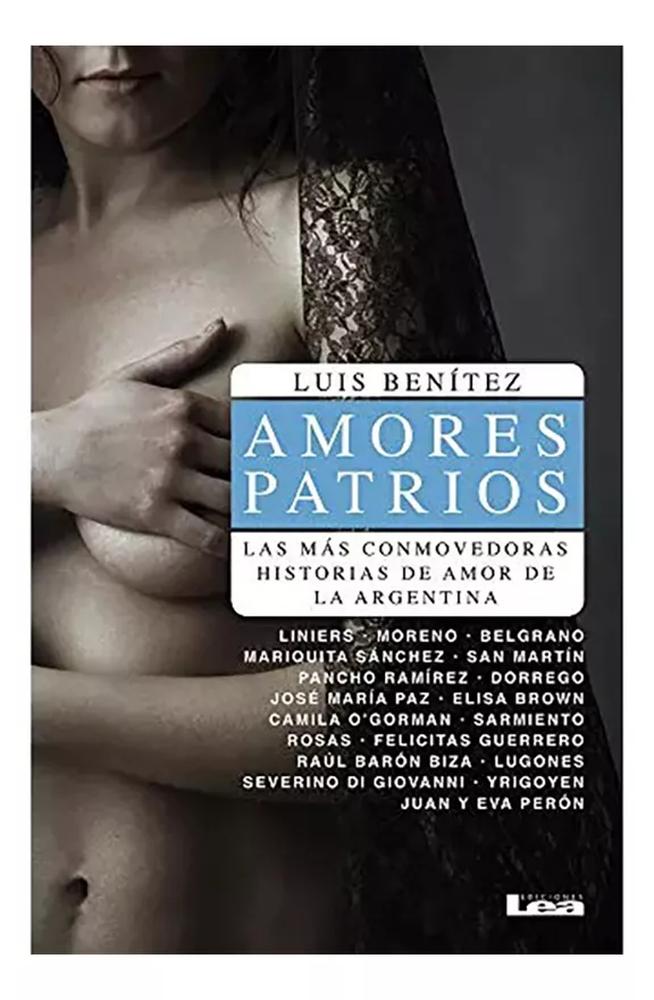 LUIS BENÍTEZ
AMORES
PATRIOS
LAS MÁS CONMOVEDORAS
HISTORIAS DE AMOR DE
LA ARGENTINA
LINIERS · MORENO · BELGRANO
MARIQUITA SÁNCHEZ · SAN MARTÍN
PANCHO RAMÍREZ · DORREGO
JOSÉ MARÍA PAZ · ELISA BROWN
CAMILA O'GORMAN · SARMIENTO
ROSAS · FELICITAS GUERRERO
RAÚL BARÓN BIZA · LUGONES
SEVERINO DI GIOVANNI · YRIGOYEN
JUAN Y EVA PERÓN
EDICIONES
Lea